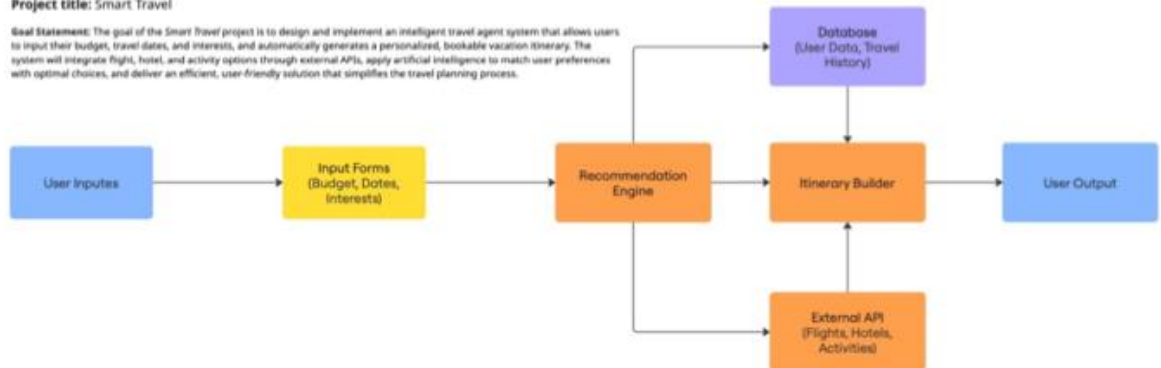 Project title: Smart Travel
Goal Statement: The goal of the Smart Travel project is to design and implement an intelligent travel agent system that allows users
to input their budget, travel dates, and interests, and automatically generates a personalized, bookable vacation itinerary. The
system will integrate flight, hotel, and activity options through external APIs, apply artificial intelligence to match user preferences
with optimal choices, and deliver an efficient, user-friendly solution that simplifies the travel planning process.
Database
(User Data, Travel
History)
User Inputes
Input Forms
(Budget, Dates,
Interests)
Recommendation
Engine
Itinerary Builder
User Output
External API
(Flights, Hotels,
Activities)